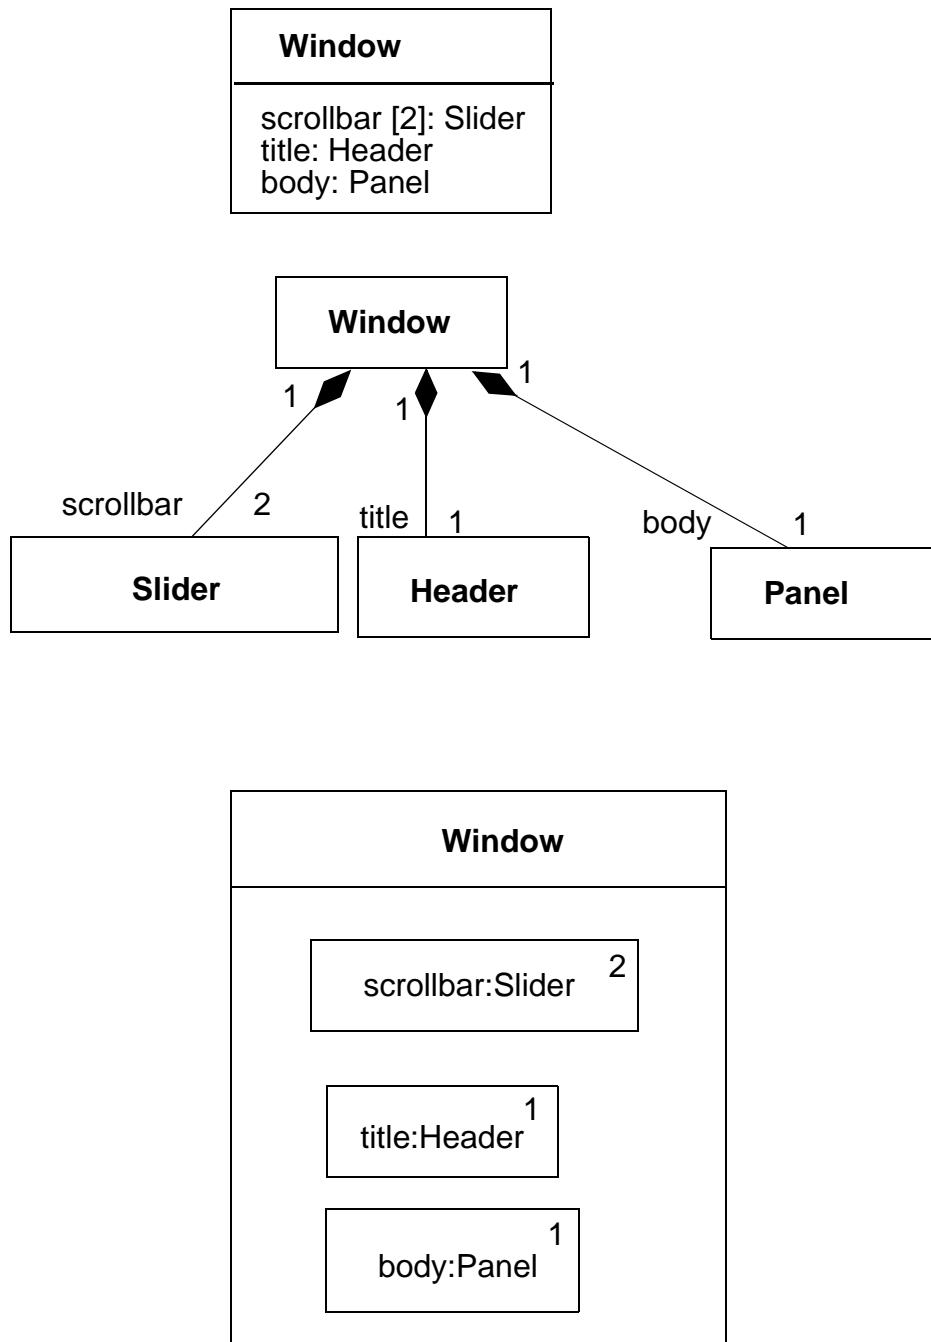 Window
scrollbar [2]: Slider
title: Header
body: Panel
Window
1
1
1
scrollbar
2
title
1
body
1
Slider
Header
Panel
Window
scrollbar:Slider
2
title:Header
1
body:Panel
1